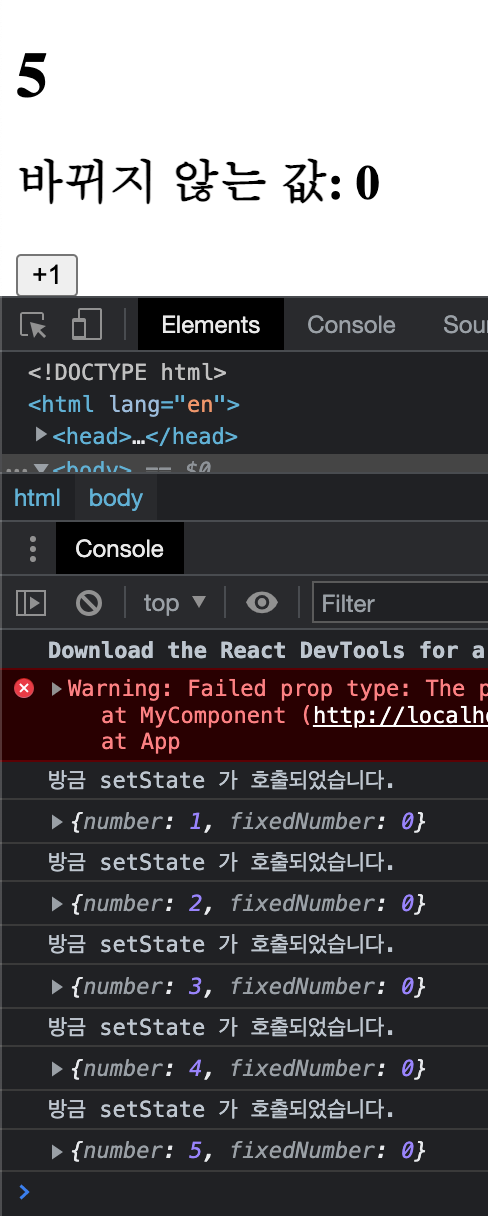 5
바뀌지 않는 값: 0
+1
Elements Console Sou
<!DOCTYPE html>
<html lang="en">
<head>…</head>
<body> == $0
html body
Console
top Filter
Download the React DevTools for a
Warning: Failed prop type: The p
at MyComponent (http://localho
at App
방금 setState 가 호출되었습니다.
{number: 1, fixedNumber: 0}
방금 setState 가 호출되었습니다.
{number: 2, fixedNumber: 0}
방금 setState 가 호출되었습니다.
{number: 3, fixedNumber: 0}
방금 setState 가 호출되었습니다.
{number: 4, fixedNumber: 0}
방금 setState 가 호출되었습니다.
{number: 5, fixedNumber: 0}